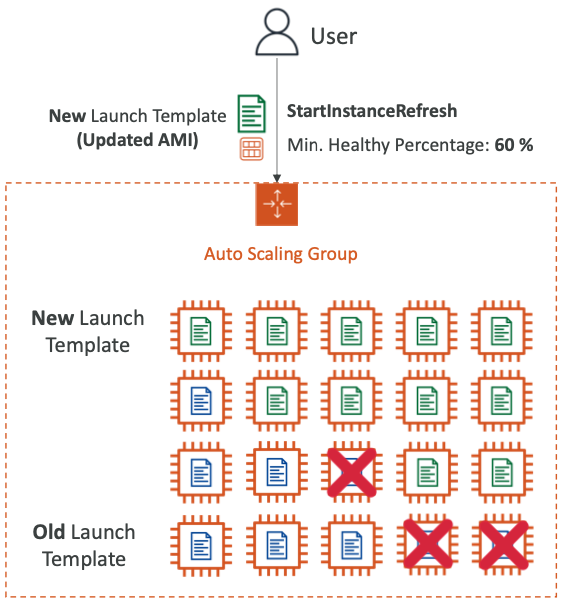 User
New Launch Template
(Updated AMI)
StartInstanceRefresh
Min. Healthy Percentage: 60 %
Auto Scaling Group
New Launch
Template
Old Launch
Template